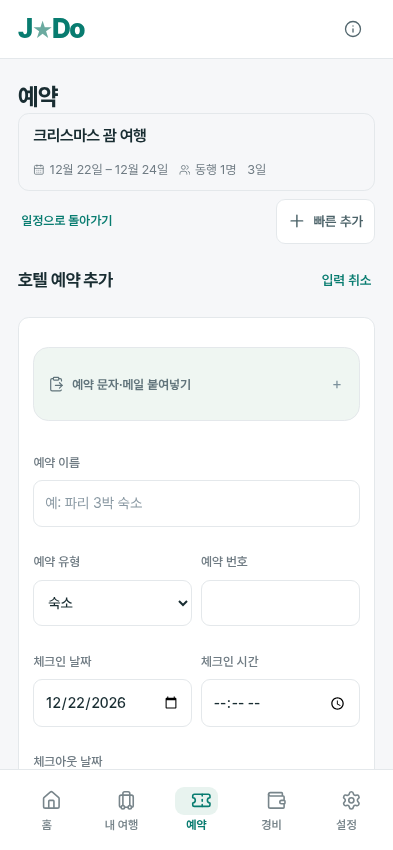 J★Do
예약
크리스마스 괌 여행
12월 22일 – 12월 24일 동행 1명 3일
일정으로 돌아가기
+ 빠른 추가
호텔 예약 추가
입력 취소
예약 문자·메일 붙여넣기 +
예약 이름
예: 파리 3박 숙소
예약 유형 예약 번호
숙소
체크인 날짜 체크인 시간
12/22/2026 --:-- --
체크아웃 날짜
홈 내 여행 예약 경비 설정